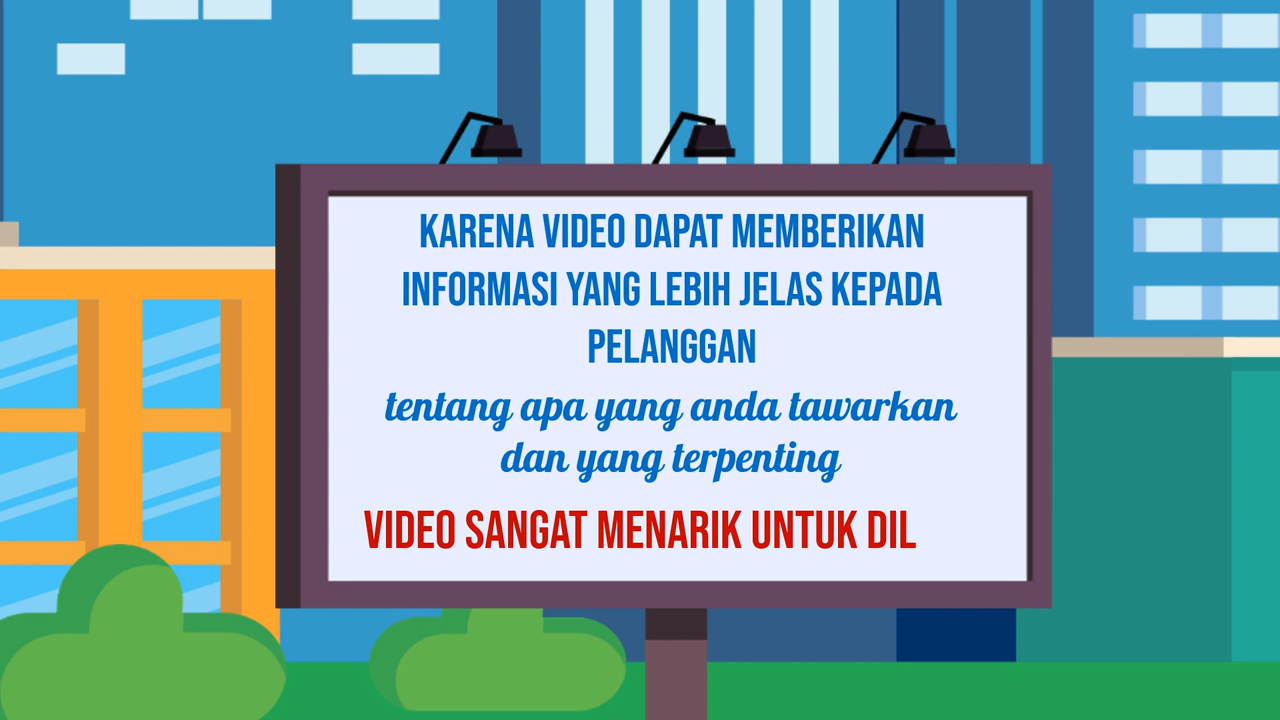 KARENA VIDEO DAPAT MEMBERIKAN
INFORMASI YANG LEBIH JELAS KEPADA
PELANGGAN
tentang apa yang anda tawarkan
dan yang terpenting
VIDEO SANGAT MENARIK UNTUK DIL